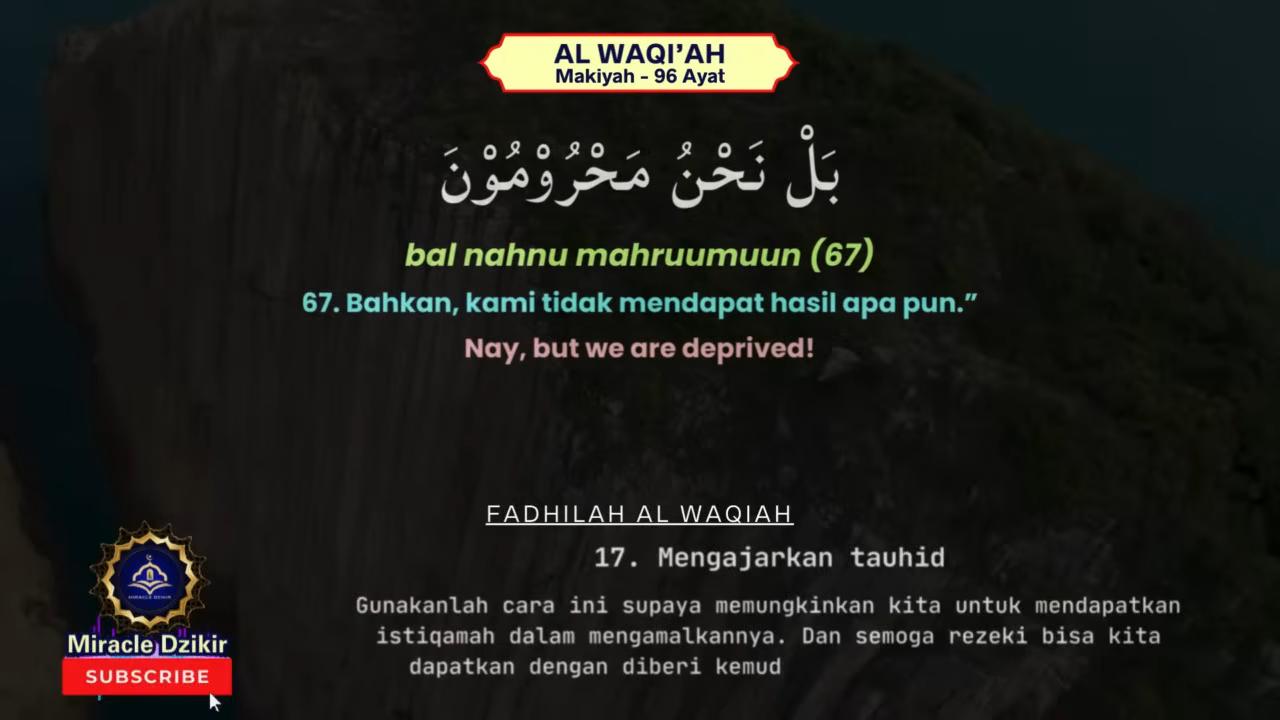 AL WAQI’AH
Makiyah - 96 Ayat
بَلْ نَحْنُ مَحْرُوْمُوْنَ
bal nahnu mahruumuun (67)
67. Bahkan, kami tidak mendapat hasil apa pun.”
Nay, but we are deprived!
FADHILAH AL WAQIAH
17. Mengajarkan tauhid
Gunakanlah cara ini supaya memungkinkan kita untuk mendapatkan
istiqamah dalam mengamalkannya. Dan semoga rezeki bisa kita
dapatkan dengan diberi kemud
MIRACLE DZIKIR
Miracle Dzikir
SUBSCRIBE